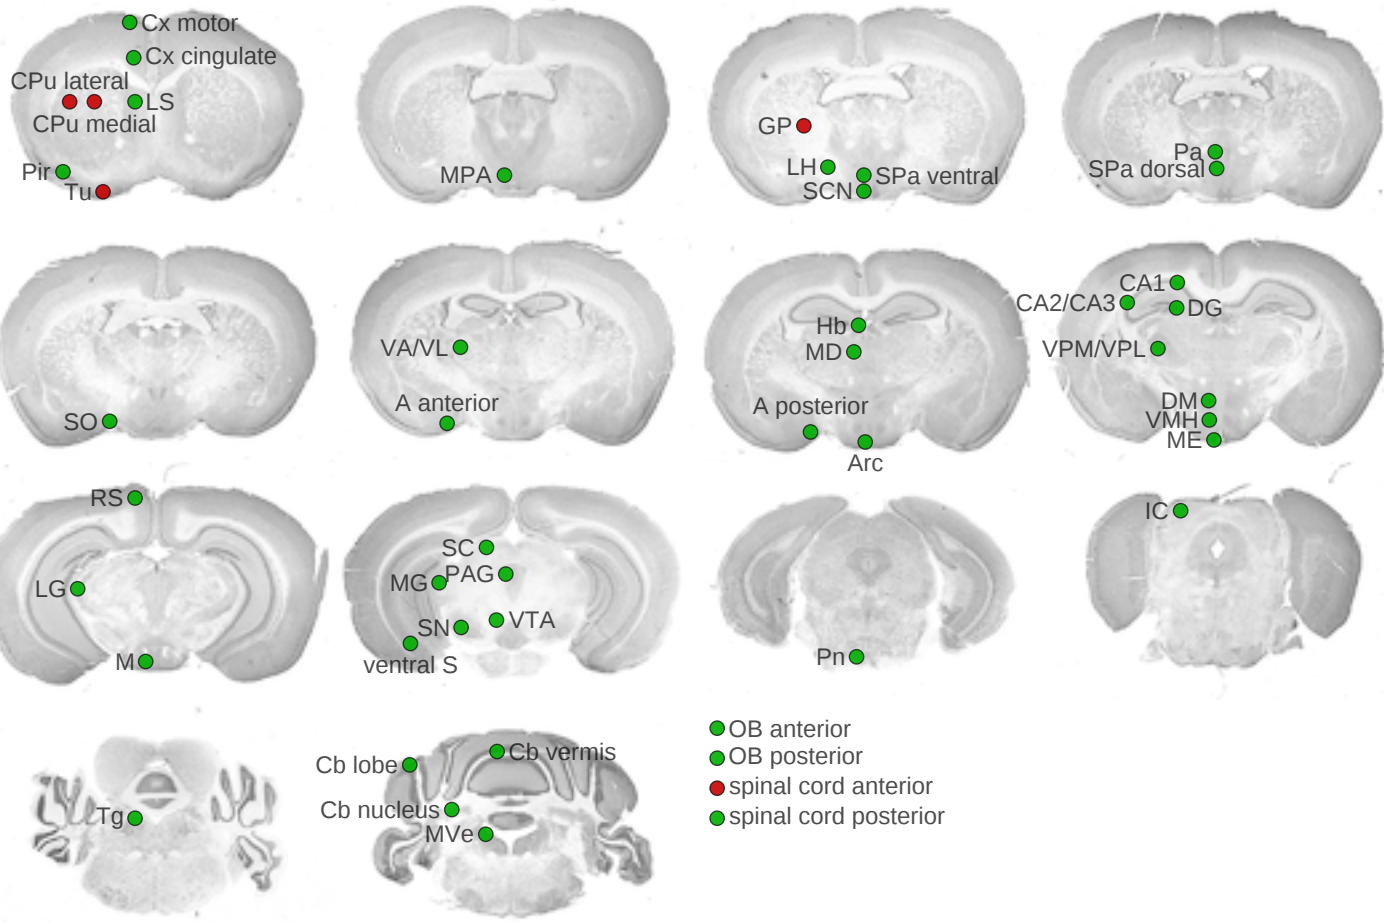 Cx motor
Cx cingulate
CPu lateral
LS
CPu medial
Pir
Tu
MPA
GP
LH
SPa ventral
SCN
Pa
SPa dorsal
SO
VA/VL
A anterior
Hb
MD
A posterior
Arc
CA1
CA2/CA3
DG
VPM/VPL
DM
VMH
ME
RS
LG
M
SC
MG
PAG
SN
VTA
ventral S
Pn
IC
Tg
Cb lobe
Cb vermis
Cb nucleus
MVe
OB anterior
OB posterior
spinal cord anterior
spinal cord posterior